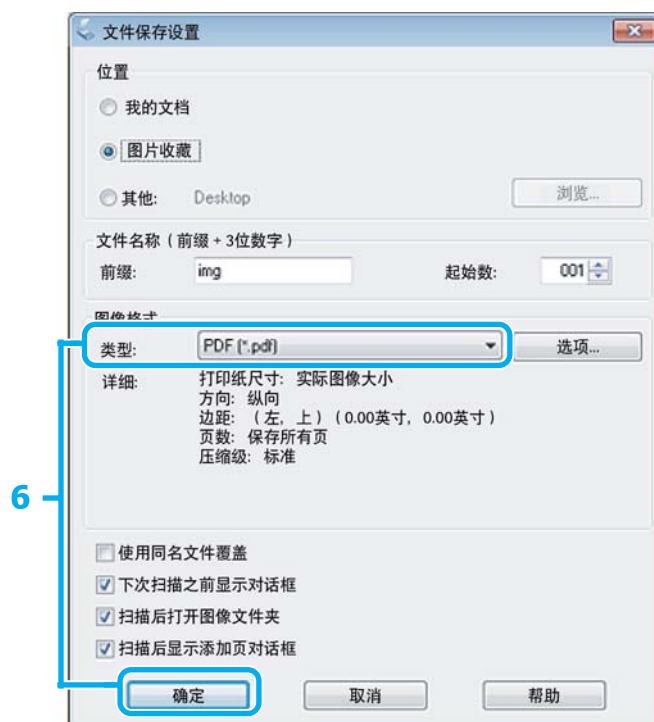 文件保存设置
位置
我的文档
图片收藏
其他: Desktop 浏览...
文件名称（前缀 + 3位数字）
前缀: img 起始数: 001
图像格式
类型: PDF (*.pdf) 选项...
详细: 打印纸尺寸: 实际图像大小
方向: 纵向
边距: （左, 上）(0.00英寸, 0.00英寸）
页数: 保存所有页
压缩级: 标准
6
使用同名文件覆盖
下次扫描之前显示对话框
扫描后打开图像文件夹
扫描后显示添加页对话框
确定 取消 帮助